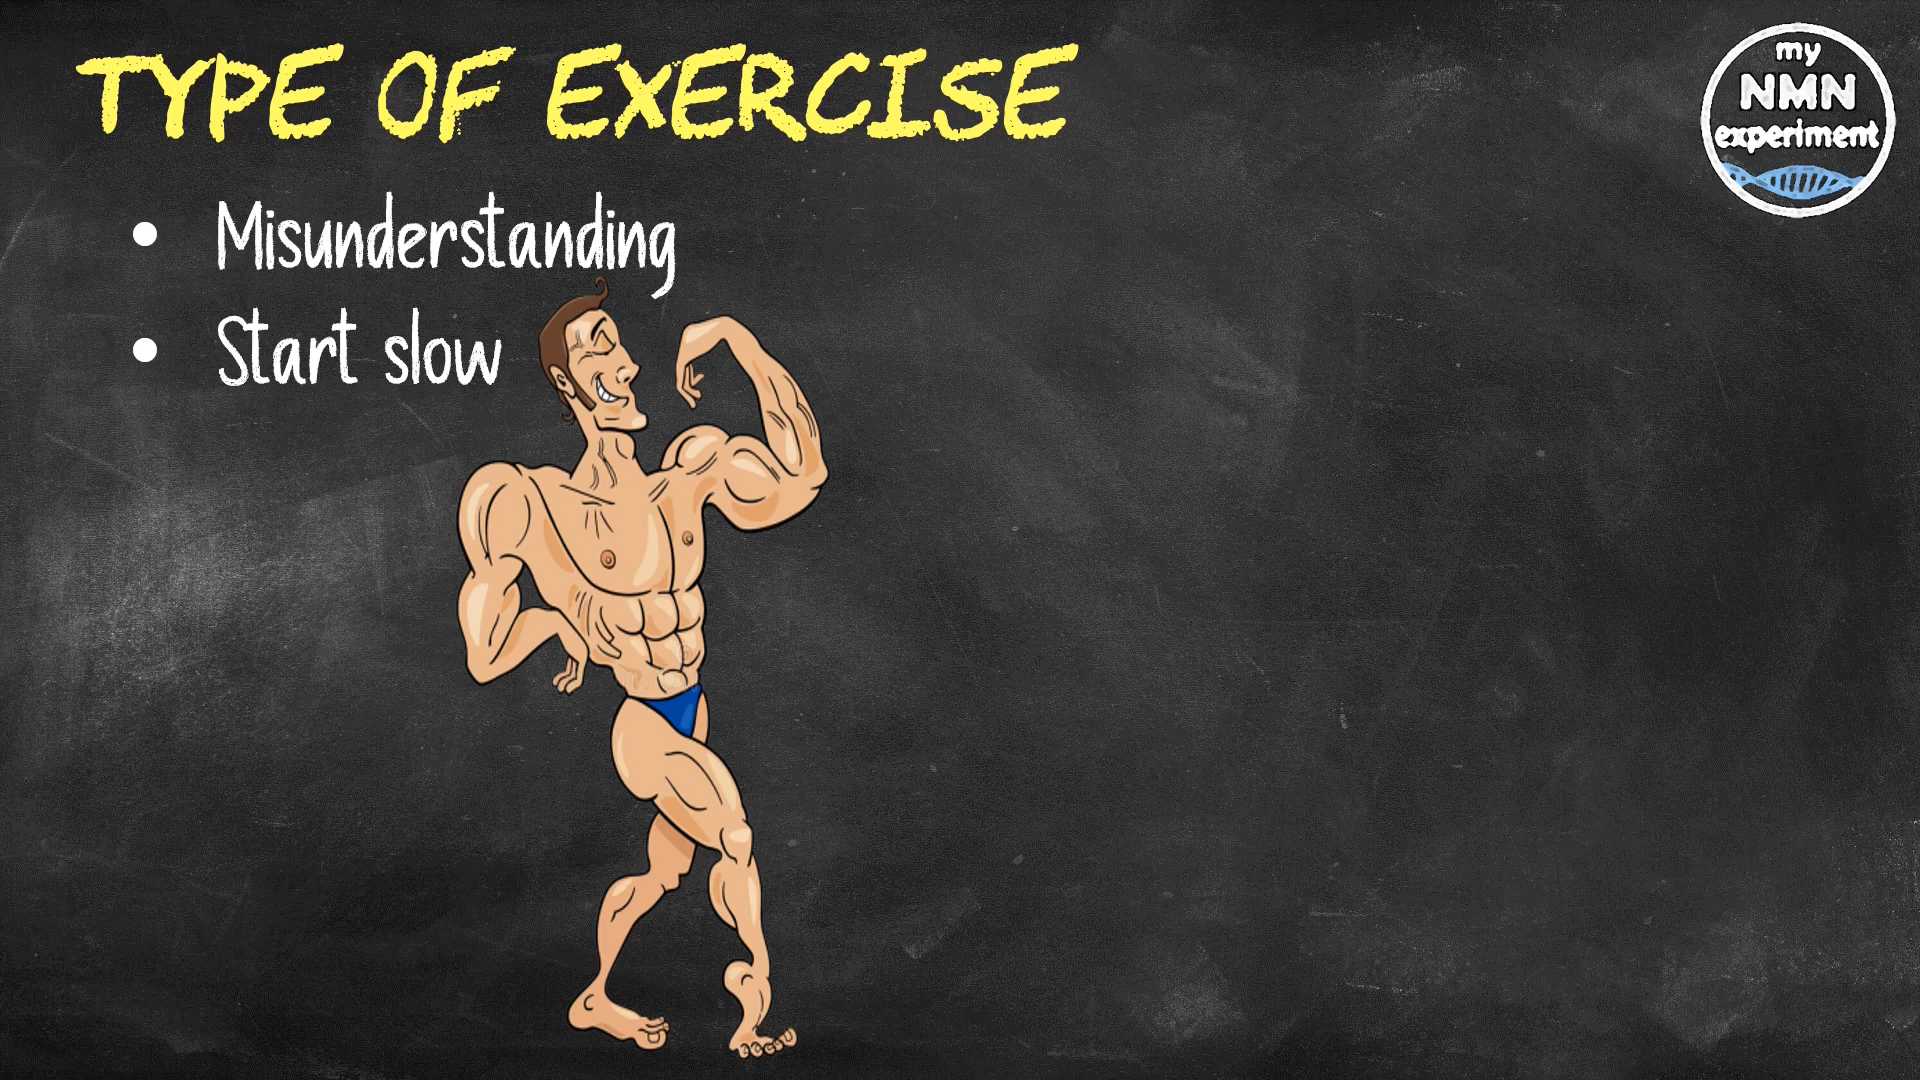 TYPE OF EXERCISE
my
NMN
experiment
• Misunderstanding
• Start slow